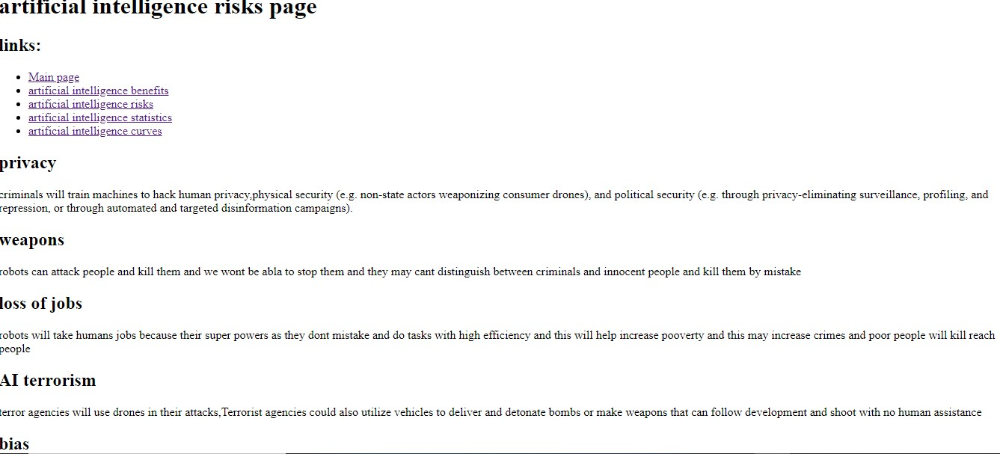 artificial intelligence risks page
links:
Main page
artificial intelligence benefits
artificial intelligence risks
artificial intelligence statistics
artificial intelligence curves
privacy
criminals will train machines to hack human privacy,physical security (e.g. non-state actors weaponizing consumer drones), and political security (e.g. through privacy-eliminating surveillance, profiling, and
repression, or through automated and targeted disinformation campaigns).
weapons
robots can attack people and kill them and we wont be abla to stop them and they may cant distinguish between criminals and innocent people and kill them by mistake
loss of jobs
robots will take humans jobs because their super powers as they dont mistake and do tasks with high efficiency and this will help increase pooverty and this may increase crimes and poor people will kill reach
people
AI terrorism
terror agencies will use drones in their attacks,Terrorist agencies could also utilize vehicles to deliver and detonate bombs or make weapons that can follow development and shoot with no human assistance
bias